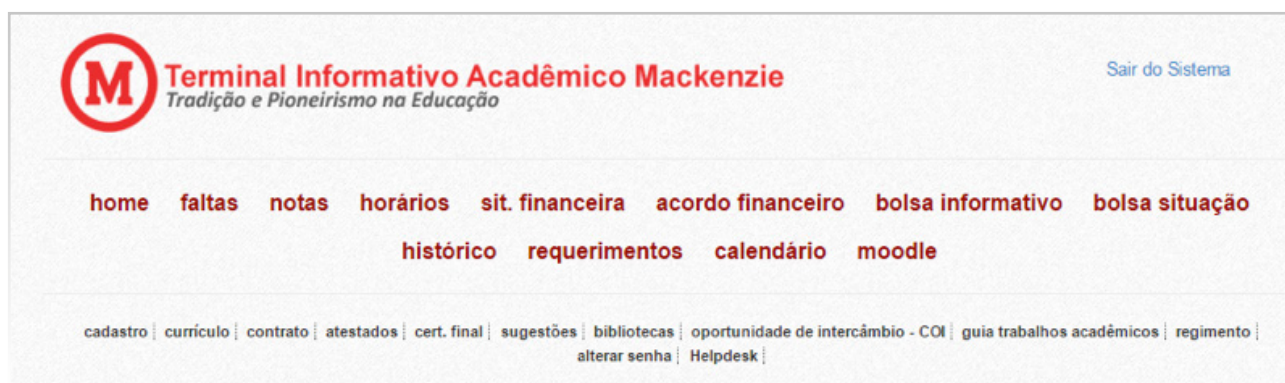 M
Terminal Informativo Acadêmico Mackenzie
Tradição e Pioneirismo na Educação
Sair do Sistema
home faltas notas horários sit. financeira acordo financeiro bolsa informativo bolsa situação
histórico requerimentos calendário moodle
cadastro currículo contrato atestados cert. final sugestões bibliotecas oportunidade de intercâmbio - COI guia trabalhos acadêmicos regimento
alterar senha Helpdesk